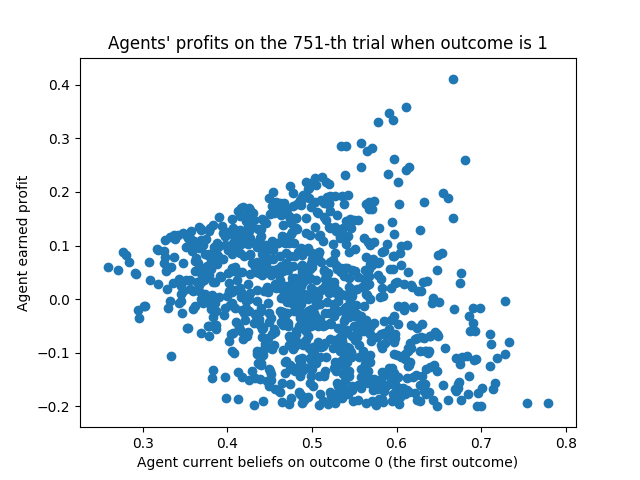 Agents' profits on the 751-th trial when outcome is 1
Agent earned profit
0.4
0.3
0.2
0.1
0.0
−0.1
−0.2
0.3 0.4 0.5 0.6 0.7 0.8
Agent current beliefs on outcome 0 (the first outcome)